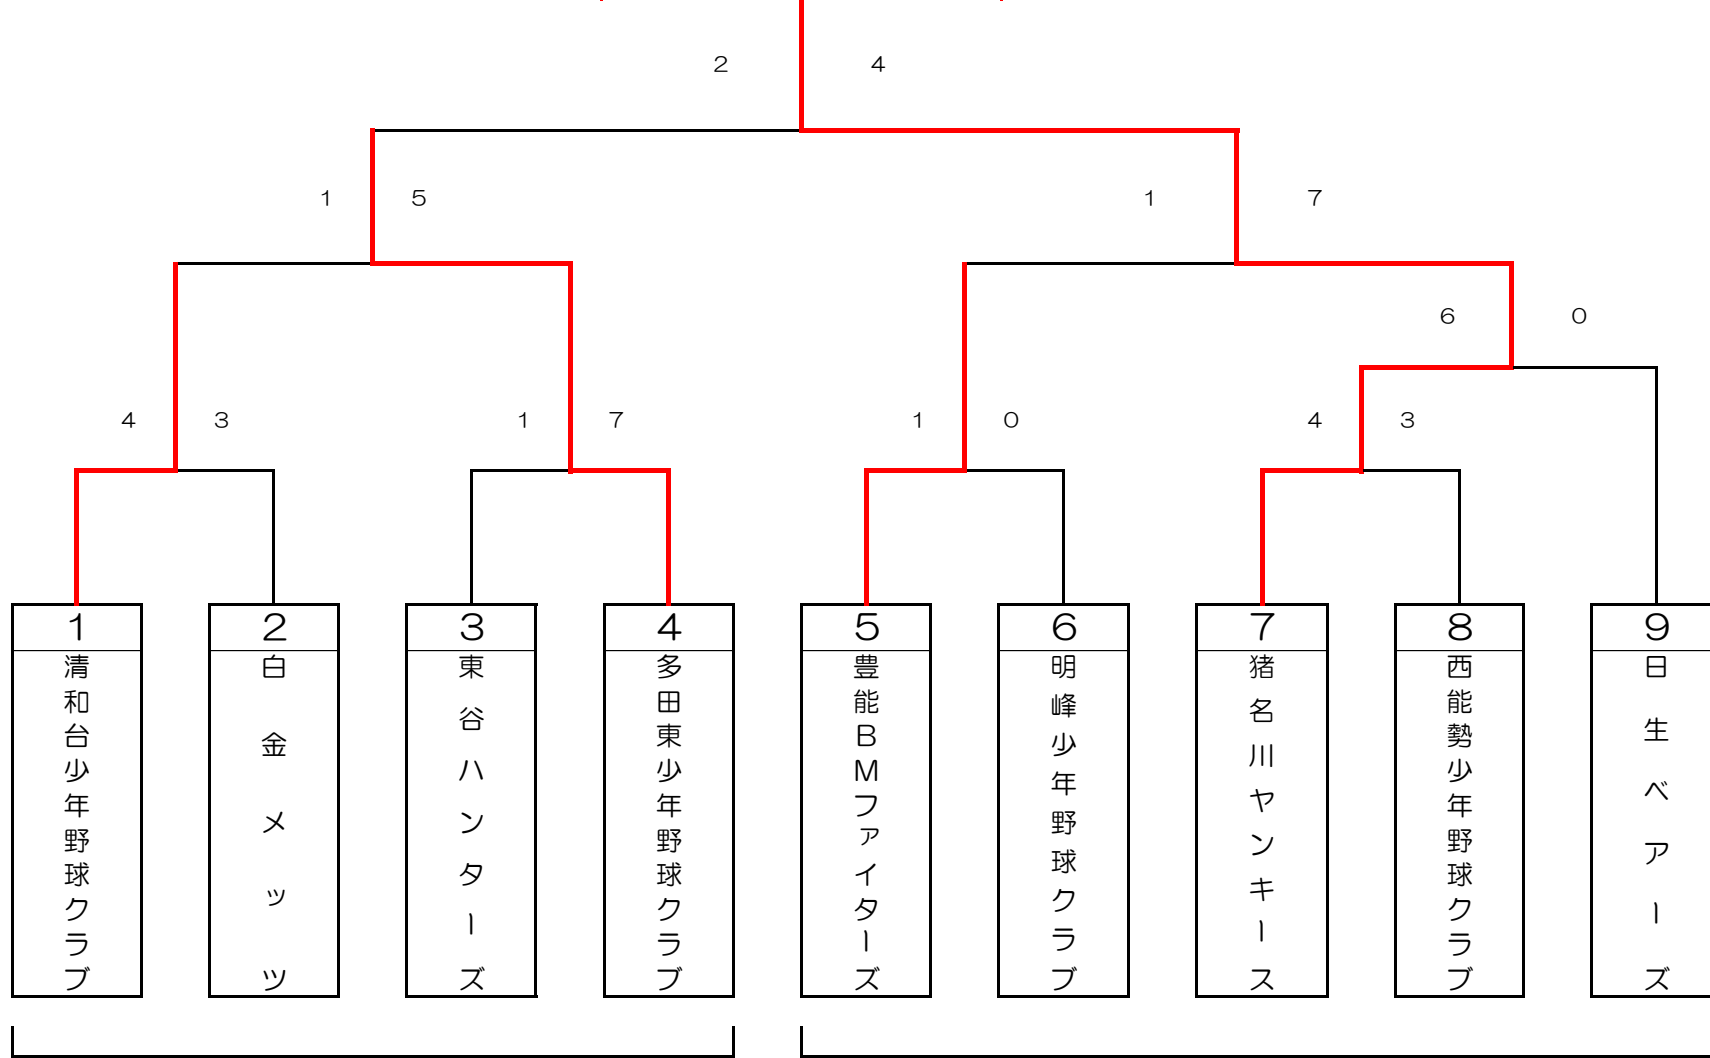 2 4
1 5 1 7
6 0
4 3 1 7 1 0 4 3
1 2 3 4 5 6 7 8 9
清和台少年野球クラブ
白金メッツ
東谷ハンターズ
多田東少年野球クラブ
豊能BMファイターズ
明峰少年野球クラブ
猪名川ヤンキース
西能勢少年野球クラブ
日生ベアーズ